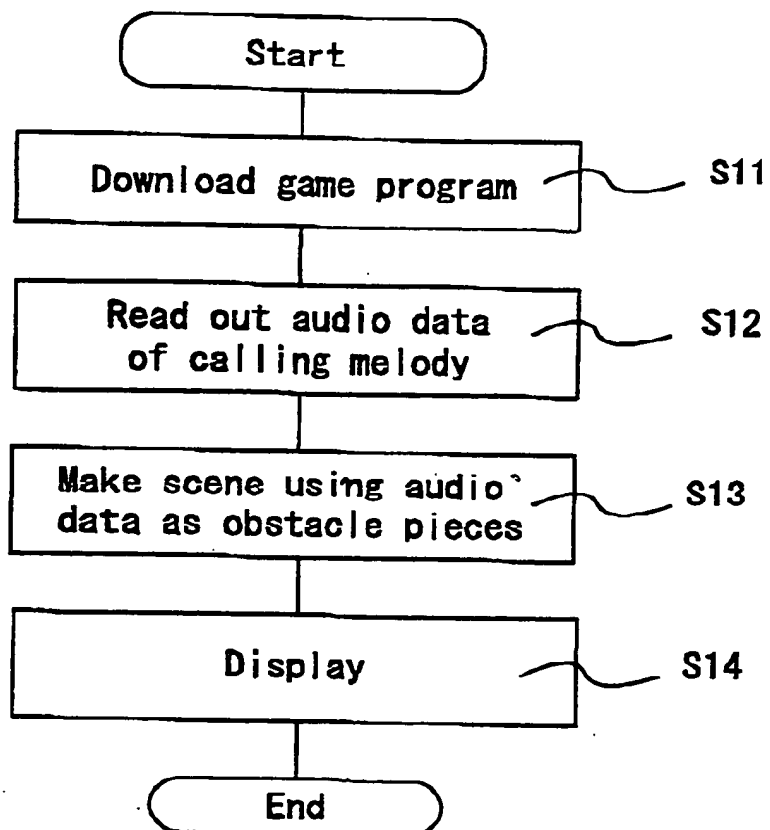 Start
Download game program
S11
Read out audio data
of calling melody
S12
Make scene using audio
data as obstacle pieces
S13
Display
S14
End